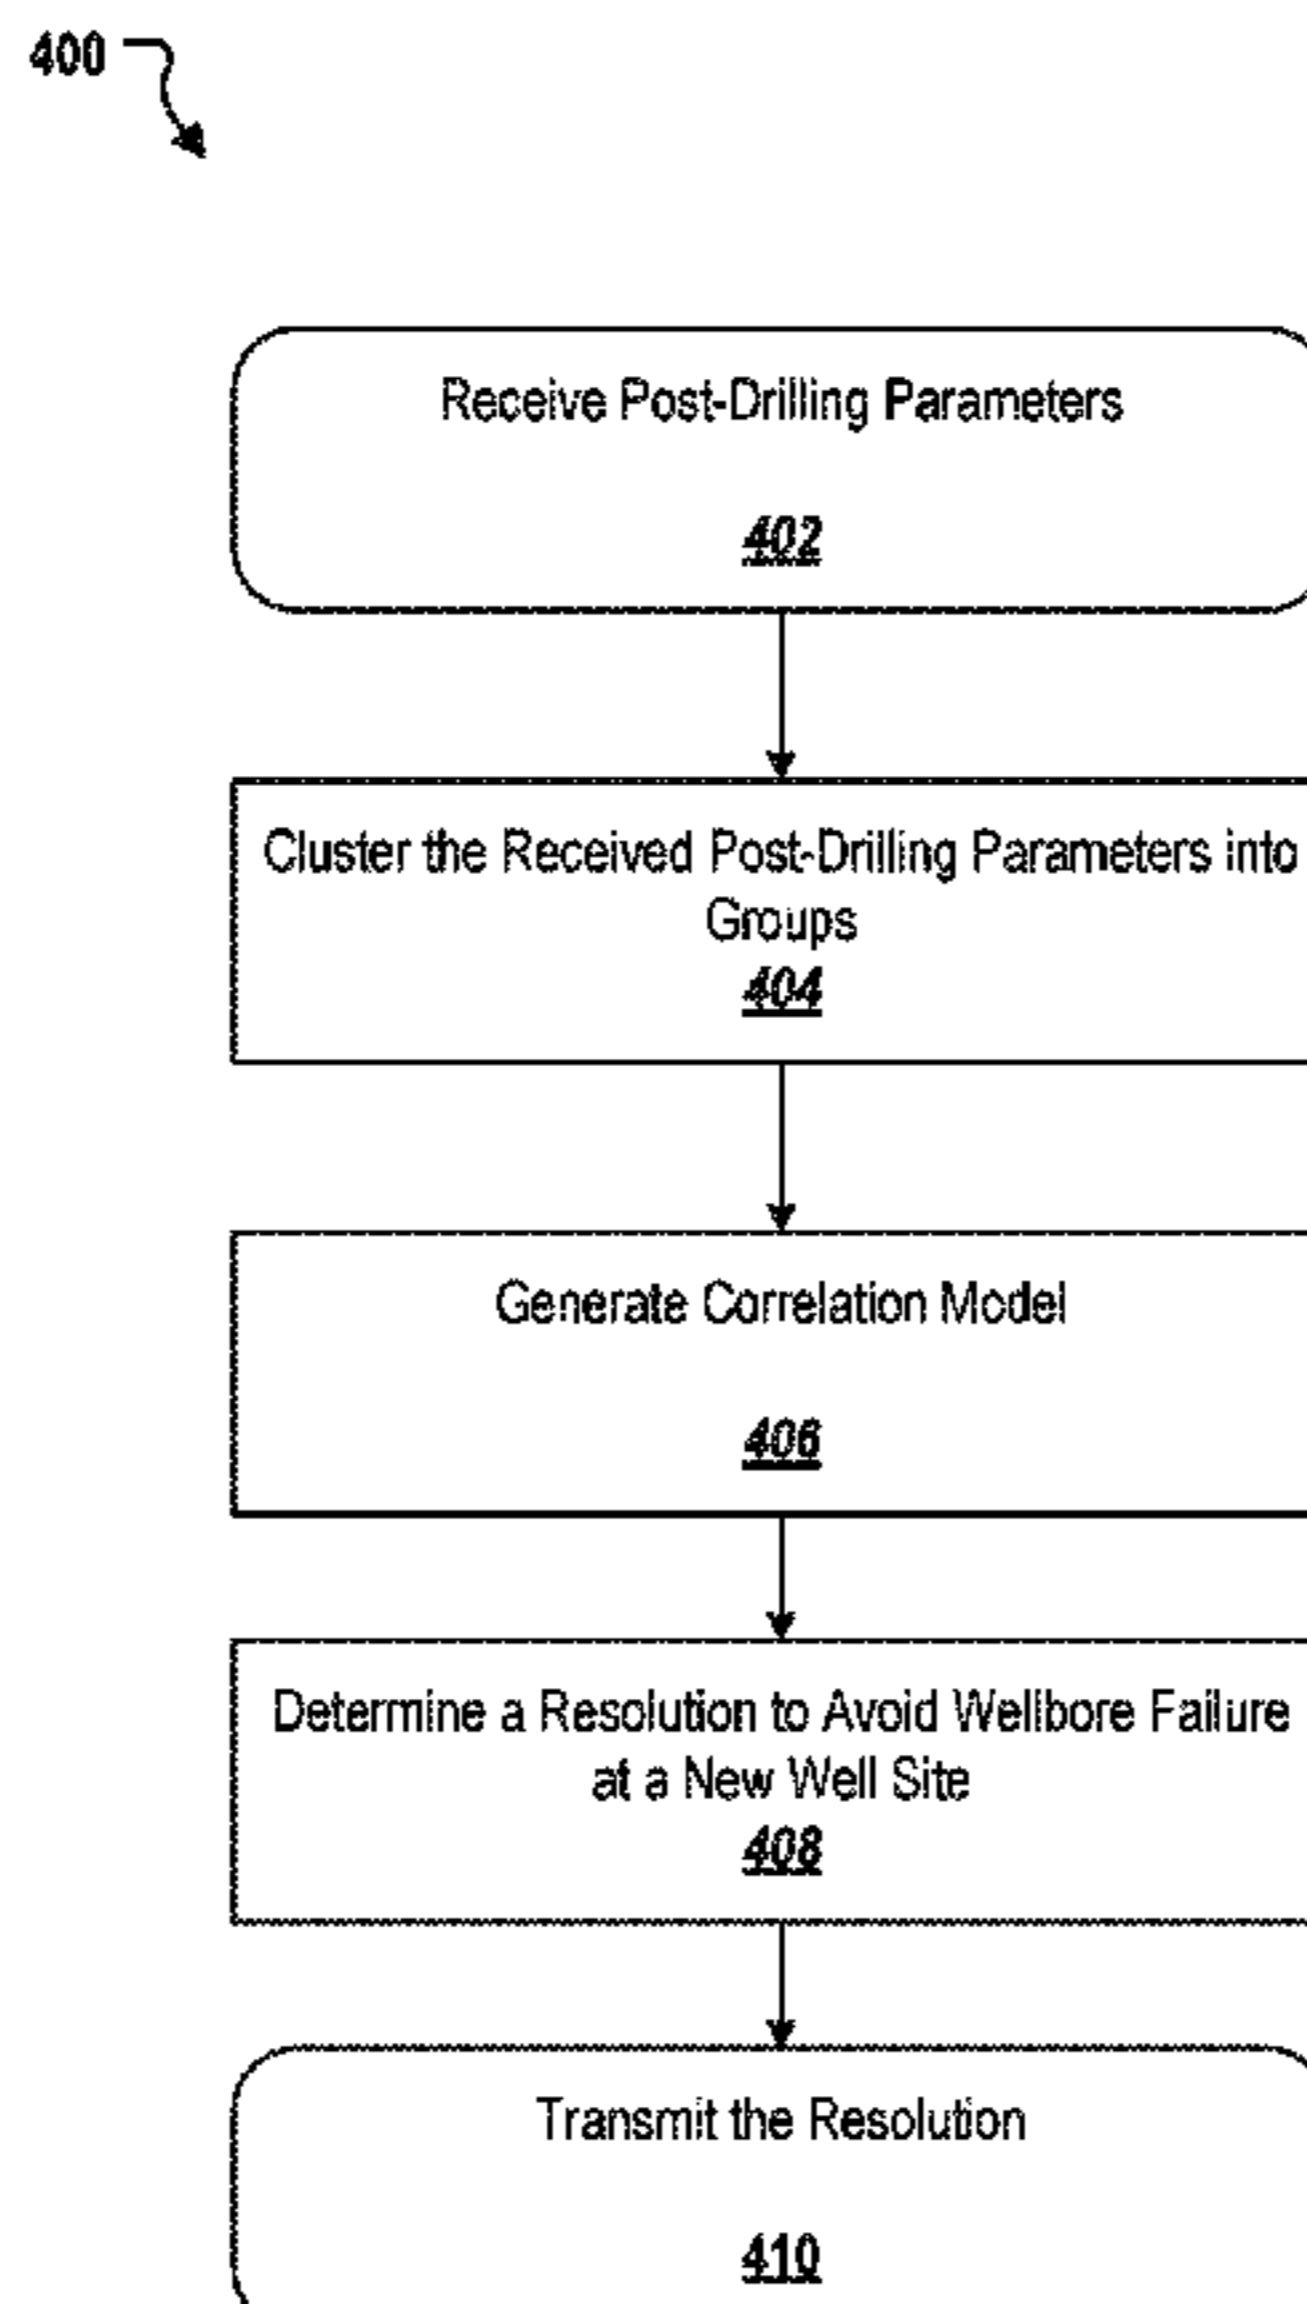 400
Receive Post-Drilling Parameters
402
Cluster the Received Post-Drilling Parameters into
Groups
404
Generate Correlation Model
406
Determine a Resolution to Avoid Wellbore Failure
at a New Well Site
408
Transmit the Resolution
410